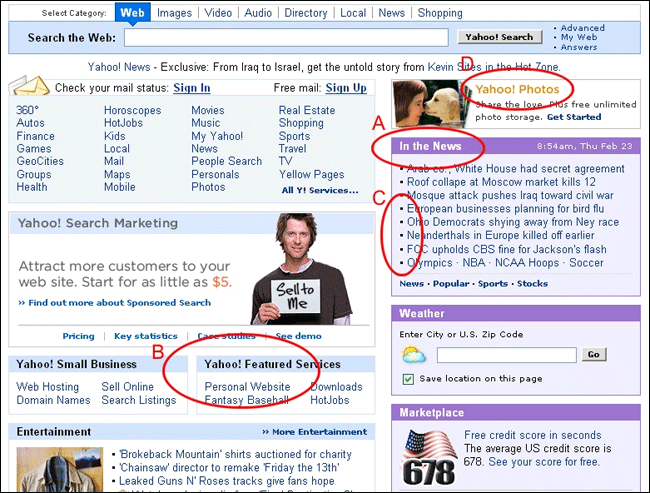 Select Category: Web Images | Video | Audio | Directory | Local | News | Shopping
Search the Web: Yahoo! Search
• Advanced
• My Web
• Answers
Yahoo! News - Exclusive: From Iraq to Israel, get the untold story from Kevin Sites in the Hot Zone
Check your mail status: Sign In Free mail: Sign Up
360° Horoscopes Movies Real Estate
Autos HotJobs Music Shopping
Finance Kids My Yahoo! Sports
Games Local News Travel
GeoCities Mail People Search TV
Groups Maps Personals Yellow Pages
Health Mobile Photos All Y! Services...
D
Yahoo! Photos
Share the love. Plus free unlimited
photo storage. Get Started
A
In the News 8:54am, Thu Feb 23
C
• Arab co., White House had secret agreement
• Roof collapse at Moscow market kills 12
• Mosque attack pushes Iraq toward civil war
• European businesses planning for bird flu
• Ohio Democrats shying away from Ney race
• Neanderthals in Europe killed off earlier
• FCC upholds CBS fine for Jackson's flash
• Olympics · NBA · NCAA Hoops · Soccer
News · Popular · Sports · Stocks
Yahoo! Search Marketing
Attract more customers to your
web site. Start for as little as $5.
›› Find out more about Sponsored Search
Sell to
Me
Pricing | Key statistics | Case studies | See demo
Weather
Enter City or U.S. Zip Code
Go
Save location on this page
B
Yahoo! Small Business
Web Hosting Sell Online
Domain Names Search Listings
Yahoo! Featured Services
Personal Website Downloads
Fantasy Baseball HotJobs
Marketplace
Free credit score in seconds
The average US credit score is
678. See your score for free.
678
Entertainment ›› More Entertainment
• 'Brokeback Mountain' shirts auctioned for charity
• 'Chainsaw' director to remake 'Friday the 13th'
• Leaked Guns N' Roses tracks give fans hope